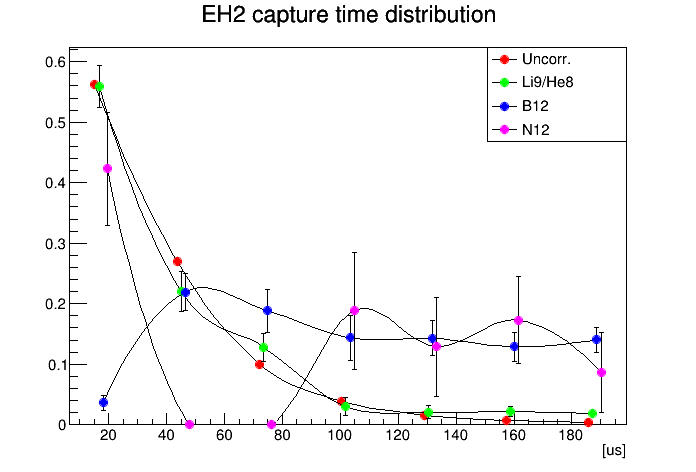 EH2 capture time distribution
Uncorr.
Li9/He8
B12
N12
0.6
0.5
0.4
0.3
0.2
0.1
0
20 40 60 80 100 120 140 160 180
[us]